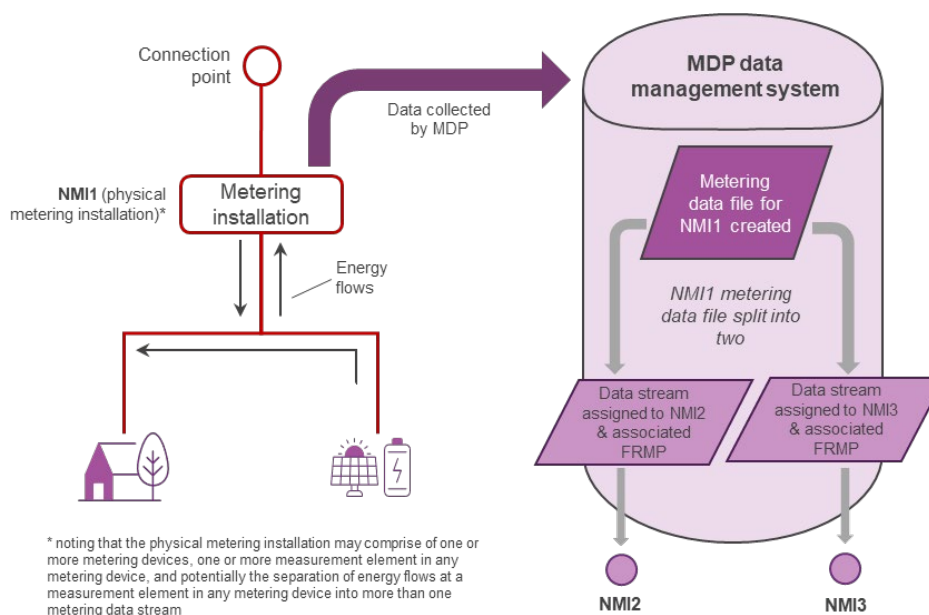 Connection
point
MDP data
management system
Data collected
by MDP
NMI1 (physical
metering installation)*
Metering
installation
Metering
data file for
NMI1 created
Energy
flows
NMI1 metering
data file split into
two
Data stream
assigned to NMI2
& associated
FRMP
Data stream
assigned to NMI3
& associated
FRMP
* noting that the physical metering installation may comprise of one or
more metering devices, one or more measurement element in any
metering device, and potentially the separation of energy flows at a
measurement element in any metering device into more than one
metering data stream
NMI2
NMI3